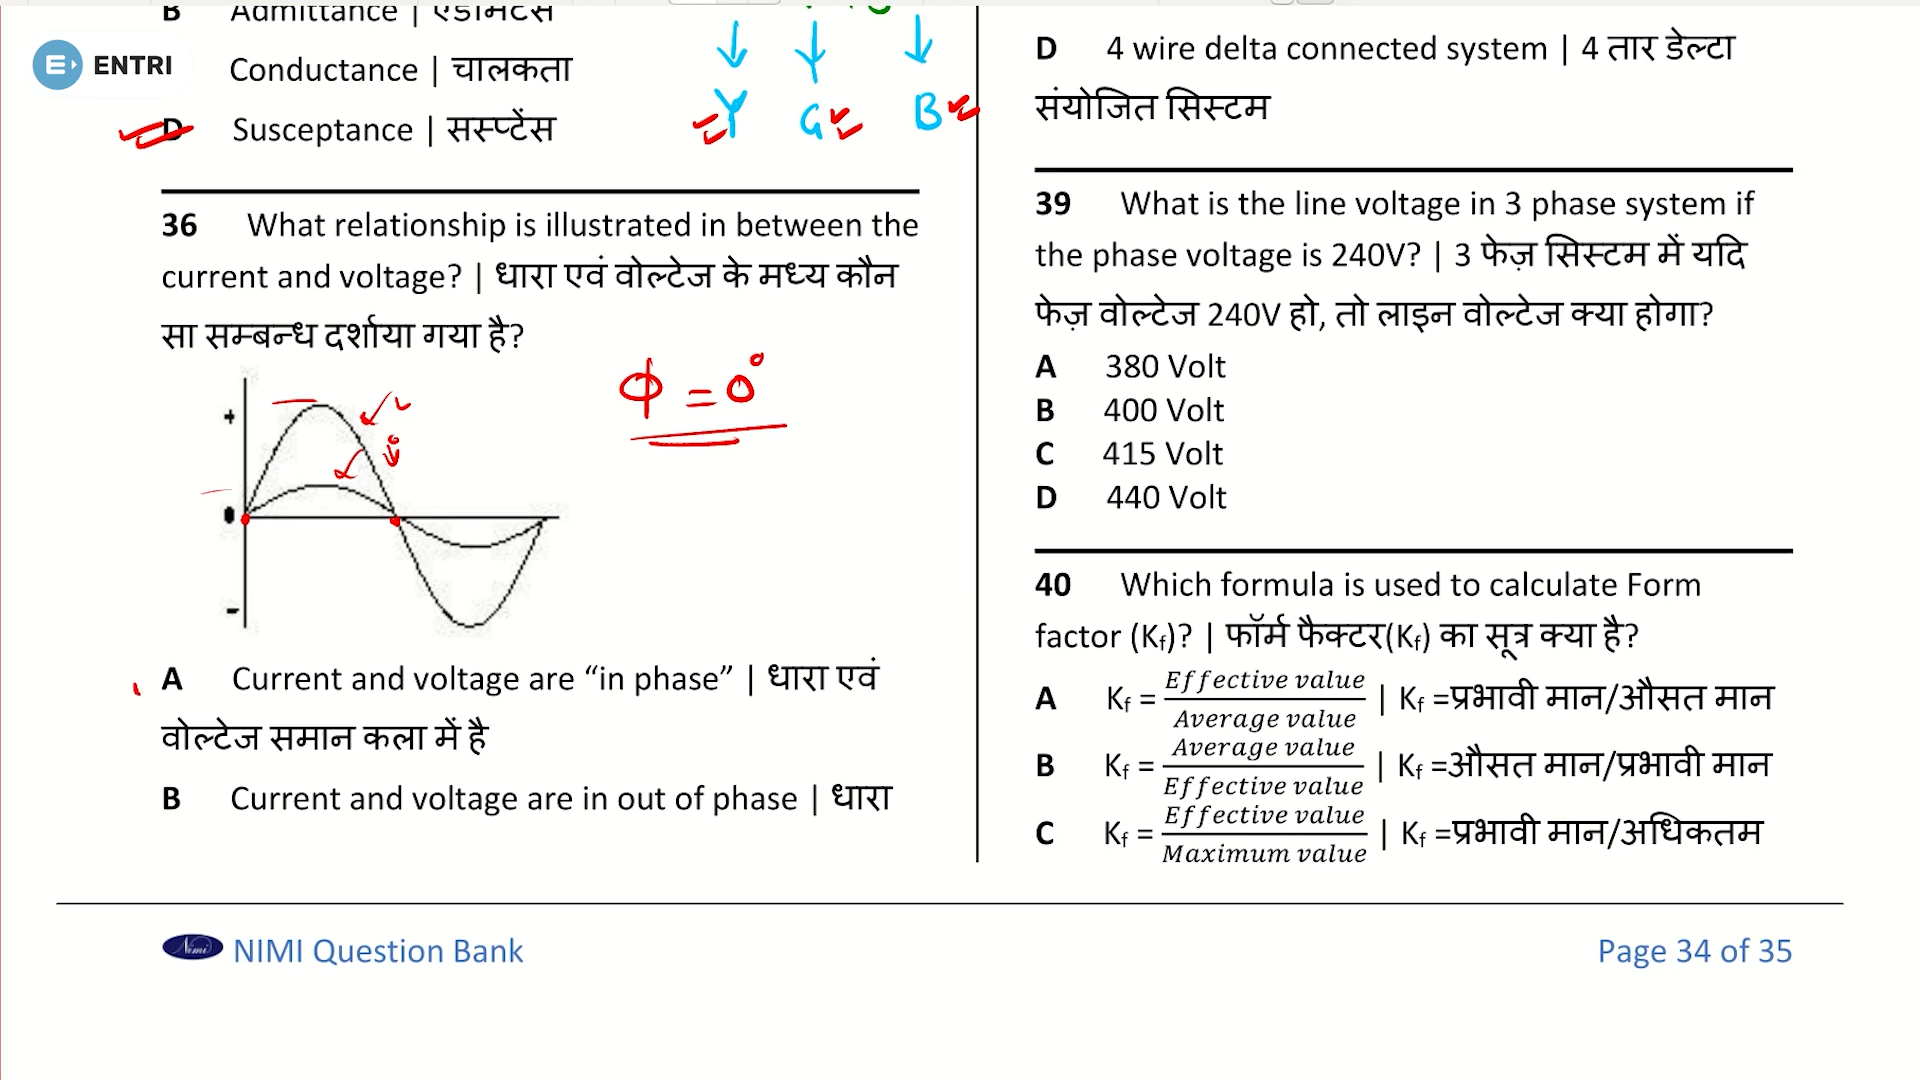 B Admittance | एडमिटेंस
ENTRI
Conductance | चालकता
D Susceptance | सस्प्टेंस
Y G B
36 What relationship is illustrated in between the
current and voltage? | धारा एवं वोल्टेज के मध्य कौन
सा सम्बन्ध दर्शाया गया है?
+
0
-
i
ϕ = 0°
A Current and voltage are “in phase” | धारा एवं
वोल्टेज समान कला में है
B Current and voltage are in out of phase | धारा
D 4 wire delta connected system | 4 तार डेल्टा
संयोजित सिस्टम
39 What is the line voltage in 3 phase system if
the phase voltage is 240V? | 3 फेज़ सिस्टम में यदि
फेज़ वोल्टेज 240V हो, तो लाइन वोल्टेज क्या होगा?
A 380 Volt
B 400 Volt
C 415 Volt
D 440 Volt
40 Which formula is used to calculate Form
factor (Kf)? | फॉर्म फैक्टर(Kf) का सूत्र क्या है?
A Kf = Effective value / Average value | Kf =प्रभावी मान/औसत मान
B Kf = Average value / Effective value | Kf =औसत मान/प्रभावी मान
C Kf = Effective value / Maximum value | Kf =प्रभावी मान/अधिकतम
Nimi NIMI Question Bank
Page 34 of 35